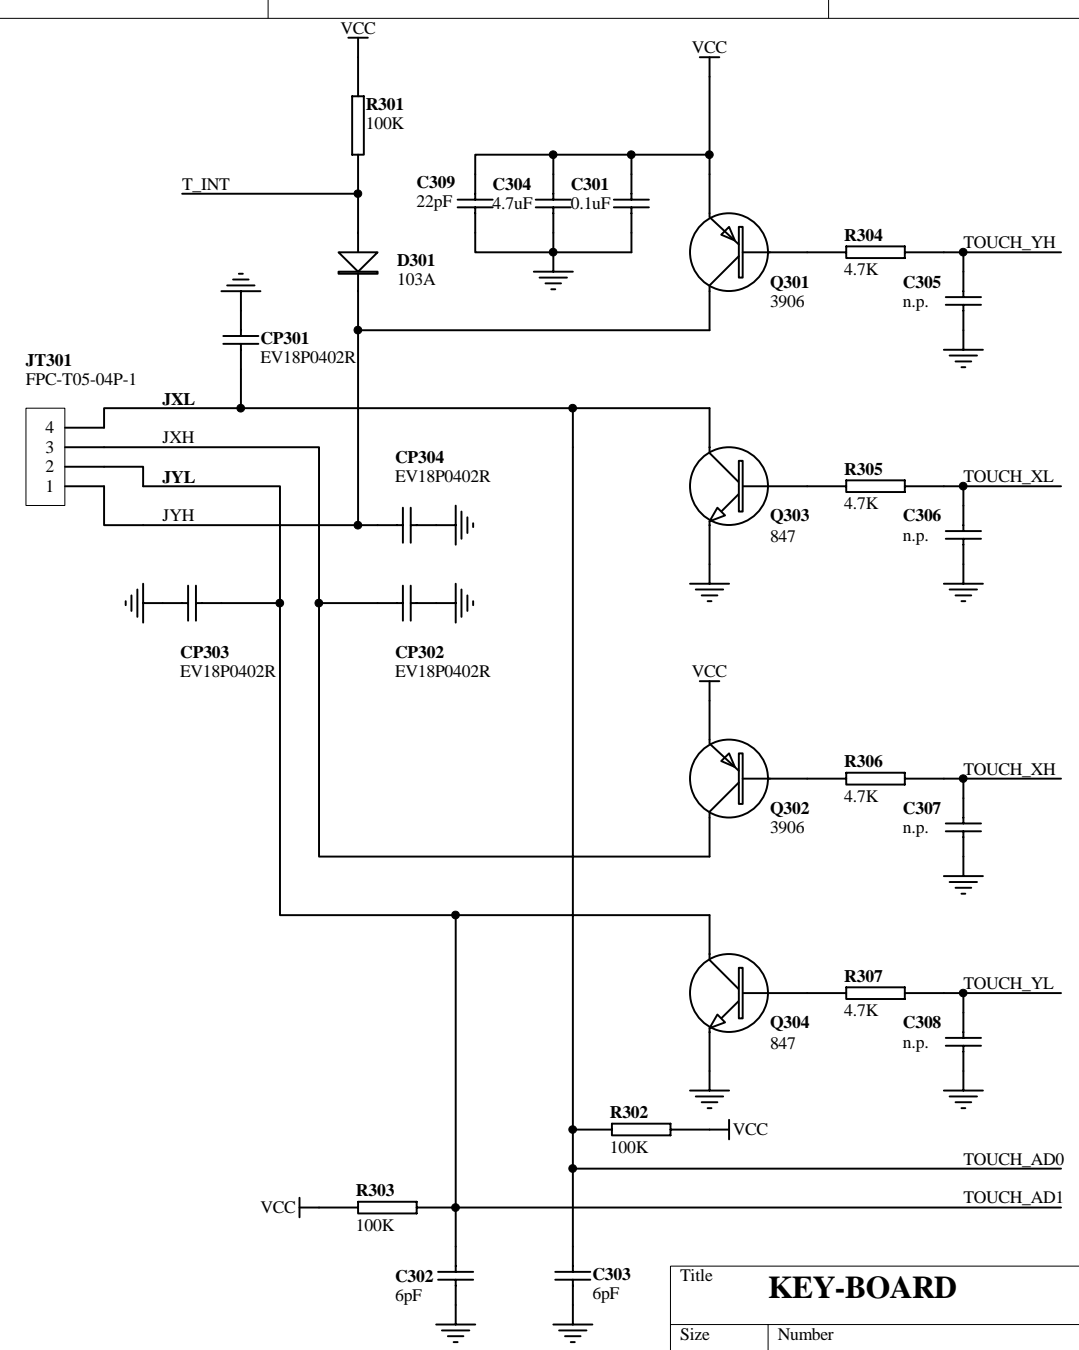 VCC
VCC
R301
100K
T_INT
C309
22pF
C304
4.7uF
C301
0.1uF
R304
4.7K
TOUCH_YH
D301
103A
Q301
3906
C305
n.p.
CP301
EV18P0402R
JT301
FPC-T05-04P-1
JXL
4
JXH
3
2
JYL
1
JYH
CP304
EV18P0402R
R305
4.7K
TOUCH_XL
Q303
847
C306
n.p.
CP303
EV18P0402R
CP302
EV18P0402R
VCC
R306
4.7K
TOUCH_XH
Q302
3906
C307
n.p.
R307
4.7K
TOUCH_YL
Q304
847
C308
n.p.
R302
100K
VCC
TOUCH_AD0
R303
100K
VCC
TOUCH_AD1
C302
6pF
C303
6pF
Title
KEY-BOARD
Size
Number